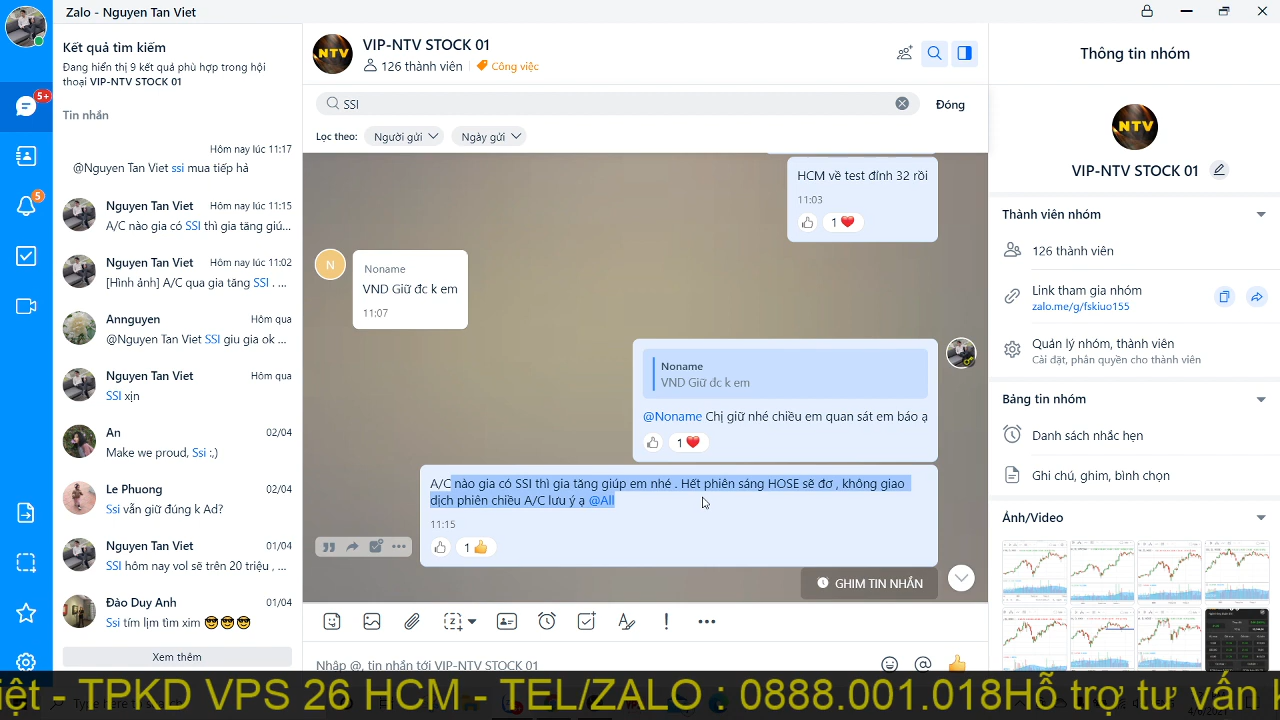 Zalo - Nguyen Tan Viet
Kết quả tìm kiếm
Đang hiển thị 9 kết quả phù hợp trong hội
thoại VIP-NTV STOCK 01
Tin nhắn
5+
5
Hôm nay lúc 11:17
@Nguyen Tan Viet ssi mua tiếp hả
Nguyen Tan Viet Hôm nay lúc 11:15
A/C nào gia có SSI thì gia tăng giú...
Nguyen Tan Viet Hôm nay lúc 11:02
[Hình ảnh] A/C qua gia tăng SSI . ...
Annguyen Hôm qua
@Nguyen Tan Viet SSI giu gia ok ...
Nguyen Tan Viet Hôm qua
SSI xịn
An 02/04
Make we proud, Ssi :,)
Le Phuong 02/04
Ssi vẫn giữ đúng k Ad?
Nguyen Tan Viet 01/04
SSI hôm nay vol sẽ trên 20 triệu , ...
Đào Duy Anh 01/04
Ssi tím lịm tìm xim 😎😎😎
Xem thêm
NTV
VIP-NTV STOCK 01
126 thành viên
Công việc
SSI
Đóng
Lọc theo:
Người gửi
Ngày gửi
HCM về test đỉnh 32 rồi
11:03
1
N
Noname
VND Giữ đc k em
11:07
Noname
VND Giữ đc k em
@Noname Chị giữ nhé chiều em quan sát em báo ạ
1
A/C nào gia có SSI thì gia tăng giúp em nhé . Hết phiên sáng HOSE sẽ đơ , không giao
dịch phiên chiều A/C lưu ý ạ @All
11:15
1
GHIM TIN NHẮN
Nhập @, tin nhắn tới VIP-NTV STOCK 01
Thông tin nhóm
NTV
VIP-NTV STOCK 01
Thành viên nhóm
126 thành viên
Link tham gia nhóm
zalo.me/g/fskiuo155
Quản lý nhóm, thành viên
Cài đặt, phân quyền cho thành viên
Bảng tin nhóm
Danh sách nhắc hẹn
Ghi chú, ghim, bình chọn
Ảnh/Video
iệt - TPKD VPS 26 HCM - TEL/ZALO : 0888.001.018Hỗ trợ tư vấn